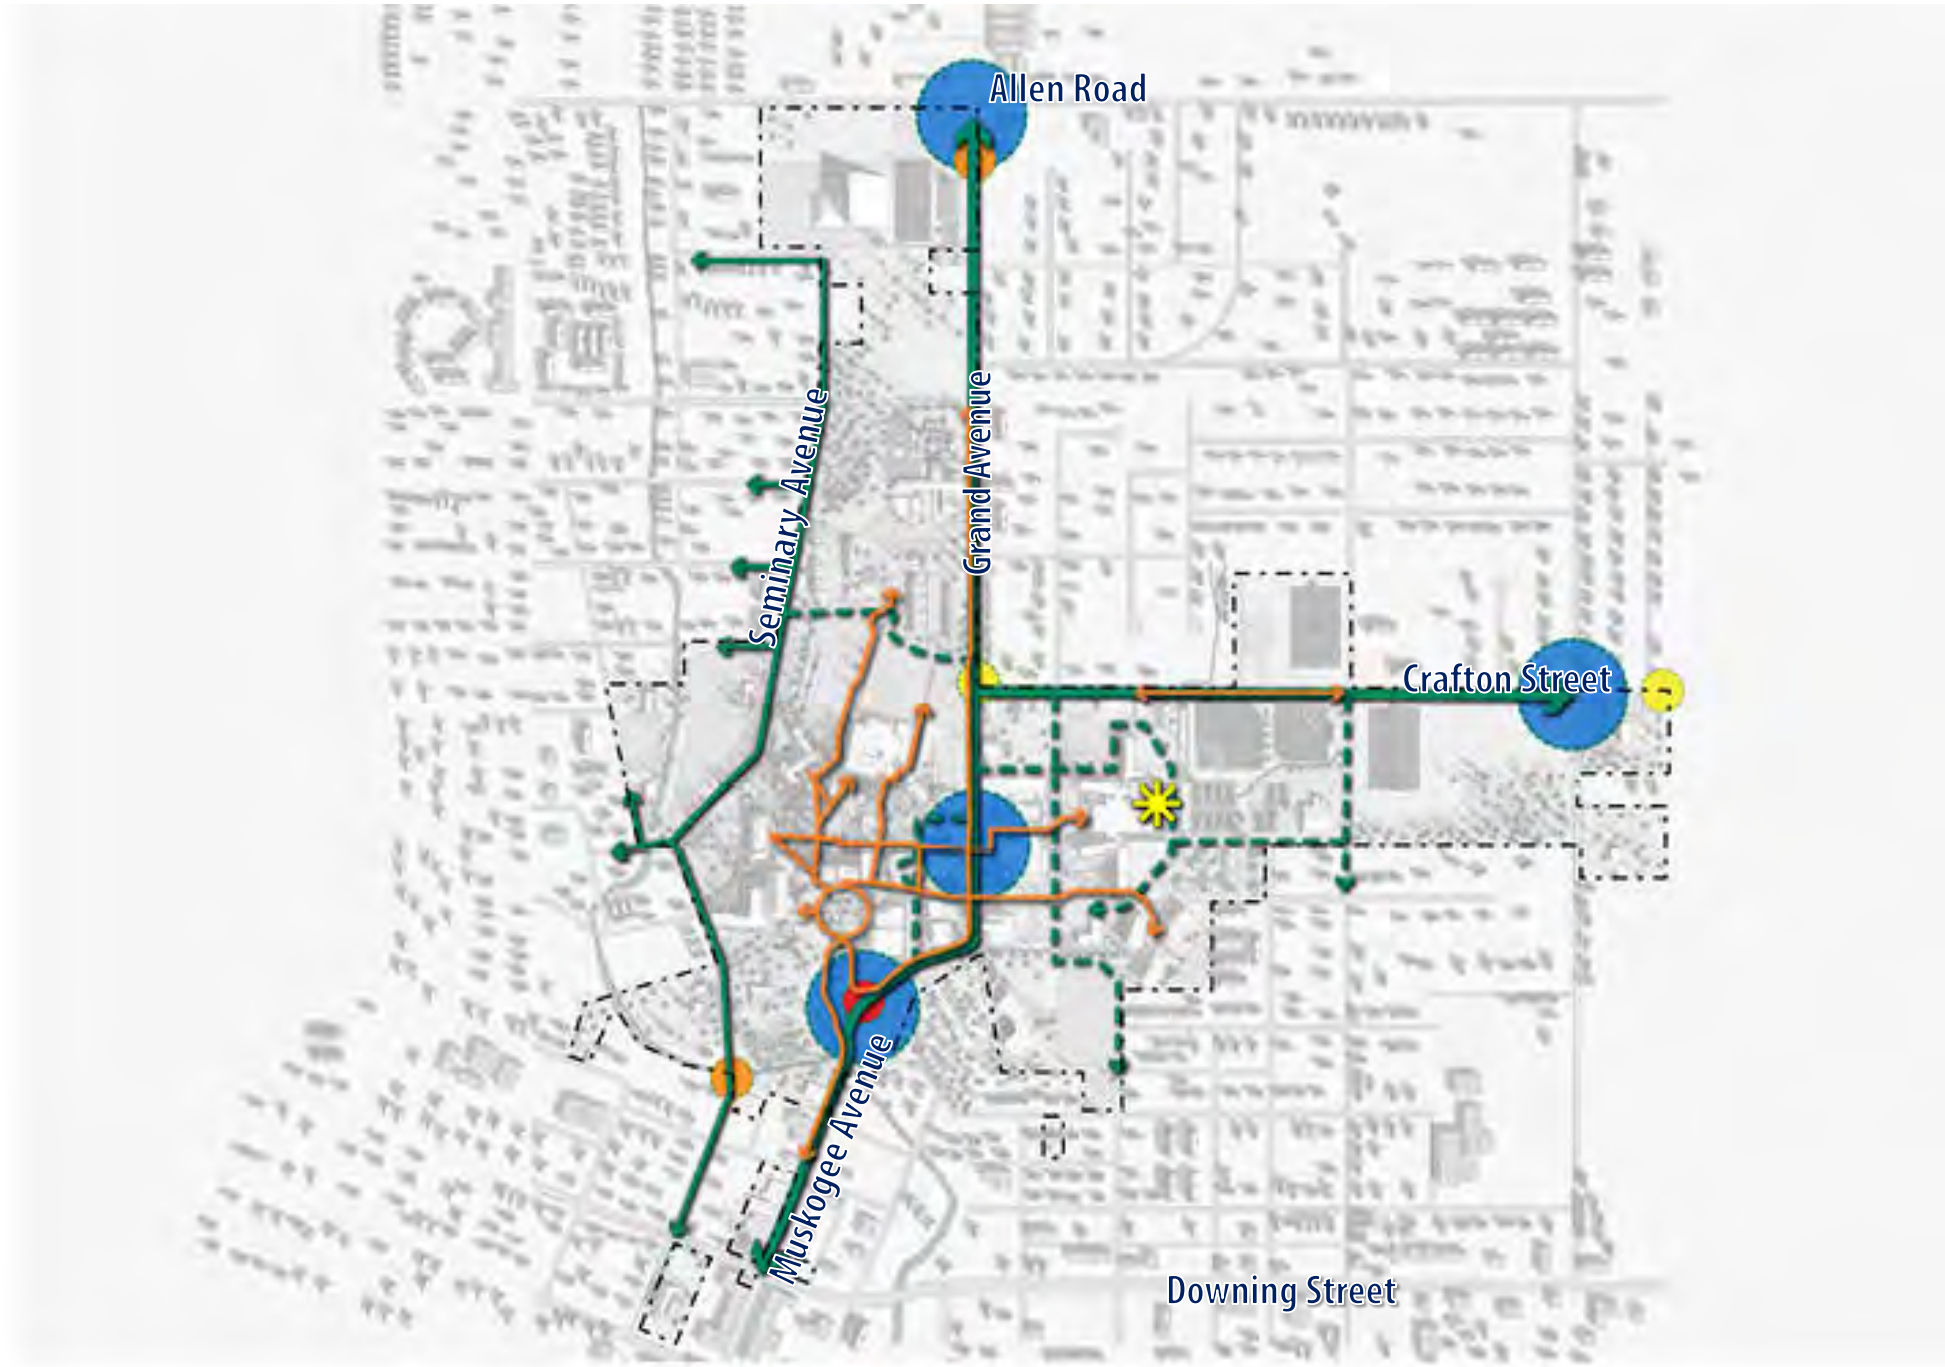 Allen Road
Grand Avenue
Seminary Avenue
Crafton Street
Muskogee Avenue
Downing Street